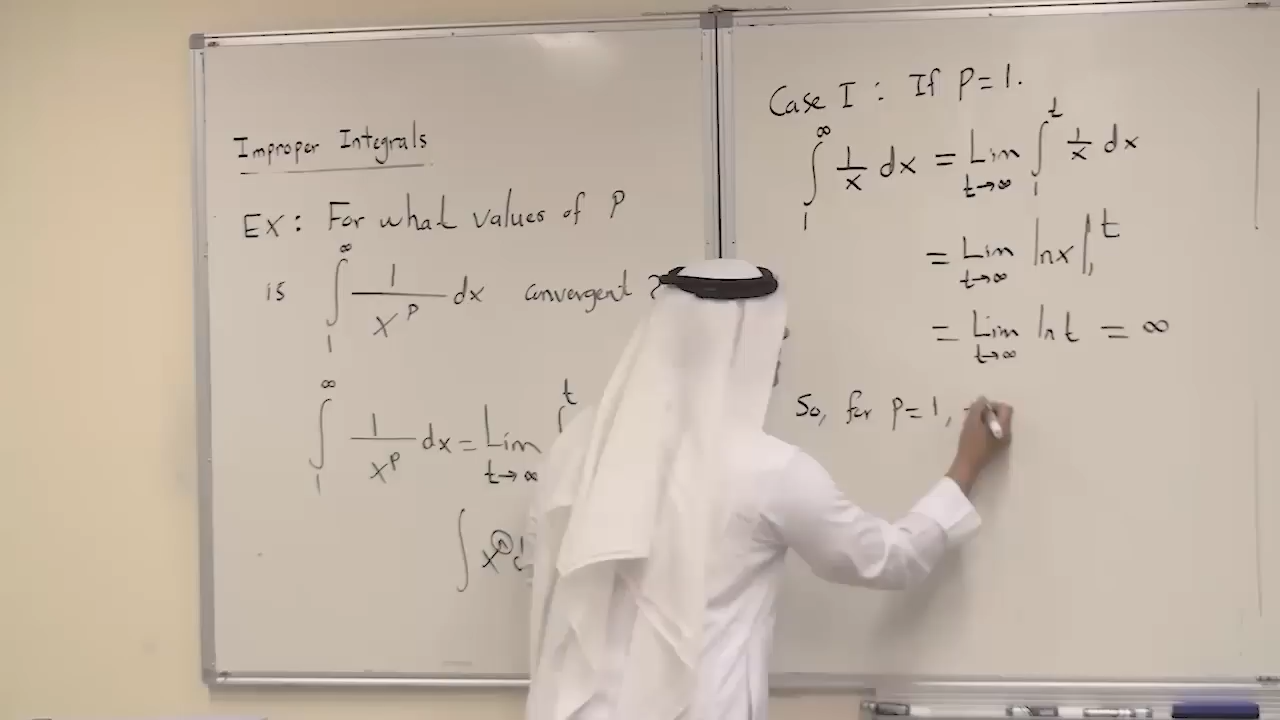 Improper Integrals
EX: For what values of P
is ∫₁^∞ 1/x^P dx convergent ?
∫₁^∞ 1/x^P dx = Lim t→∞ ∫ t
∫ x^n d
Case I : If P=1.
∫₁^∞ 1/x dx = Lim t→∞ ∫₁^t 1/x dx
= Lim t→∞ ln x |₁^t
= Lim t→∞ ln t = ∞
So, for P=1,